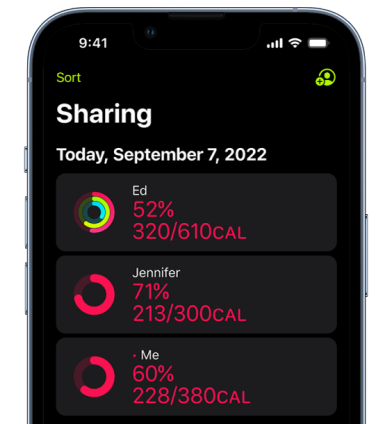 9:41
Sort
Sharing
Today, September 7, 2022
Ed
52%
320/610CAL
Jennifer
71%
213/300CAL
• Me
60%
228/380CAL